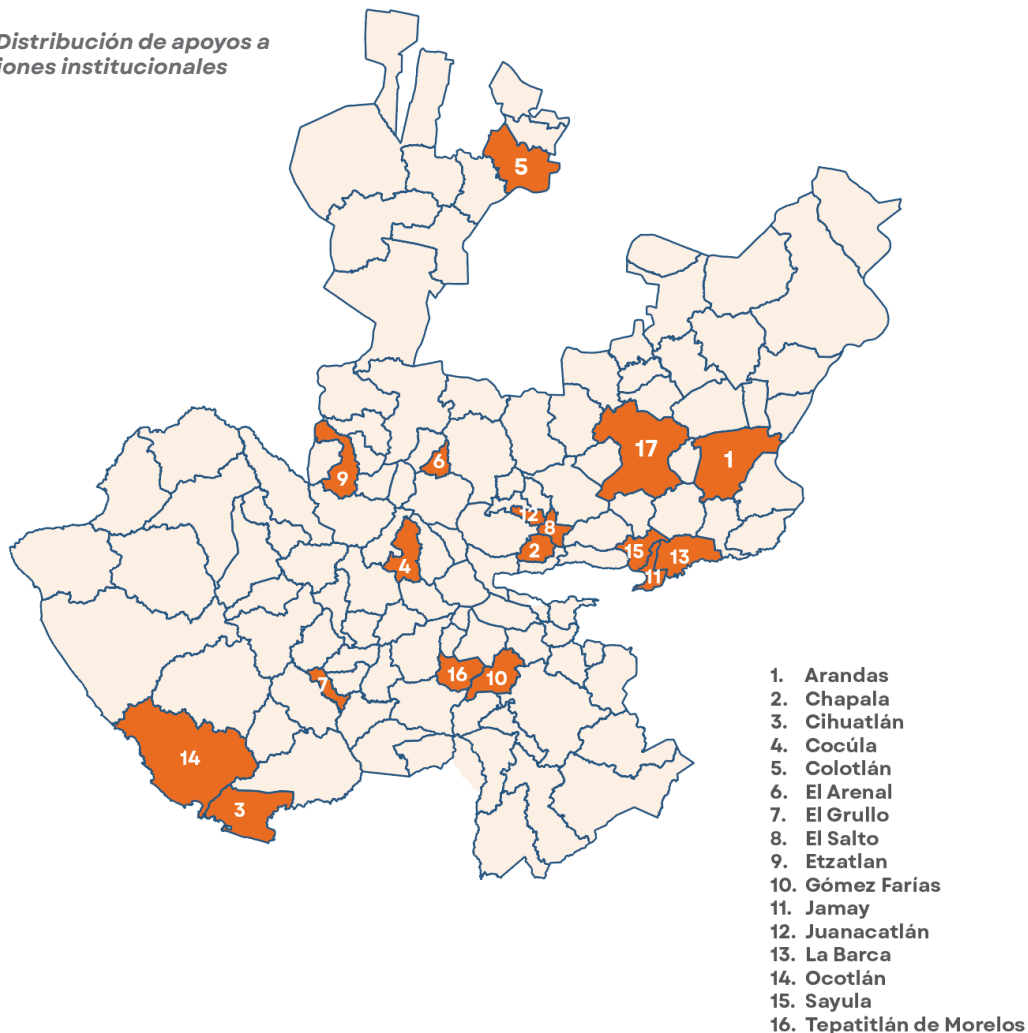 Distribución de apoyos a
iones institucionales
5
17
1
6
9
12
8
2
15
13
11
4
16
10
7
14
3
1. Arandas
2. Chapala
3. Cihuatlán
4. Cocúla
5. Colotlán
6. El Arenal
7. El Grullo
8. El Salto
9. Etzatlan
10. Gómez Farías
11. Jamay
12. Juanacatlán
13. La Barca
14. Ocotlán
15. Sayula
16. Tepatitlán de Morelos